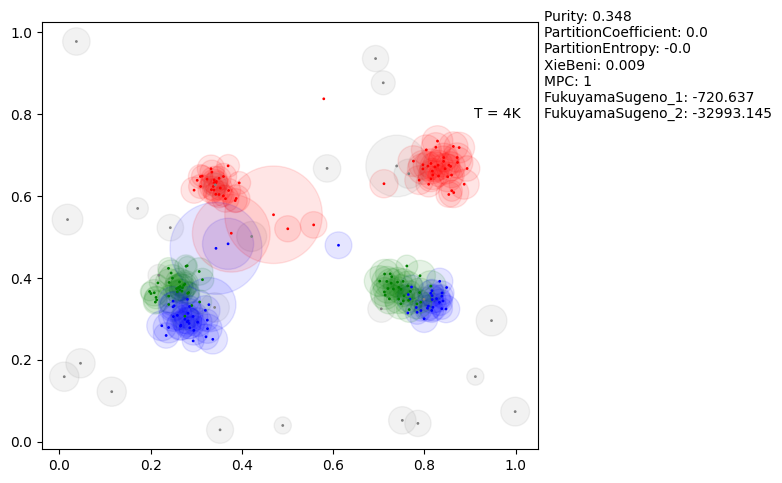 Purity: 0.348
PartitionCoefficient: 0.0
PartitionEntropy: -0.0
XieBeni: 0.009
MPC: 1
FukuyamaSugeno_1: -720.637
FukuyamaSugeno_2: -32993.145
T = 4K
1.0
0.8
0.6
0.4
0.2
0.0
0.0 0.2 0.4 0.6 0.8 1.0